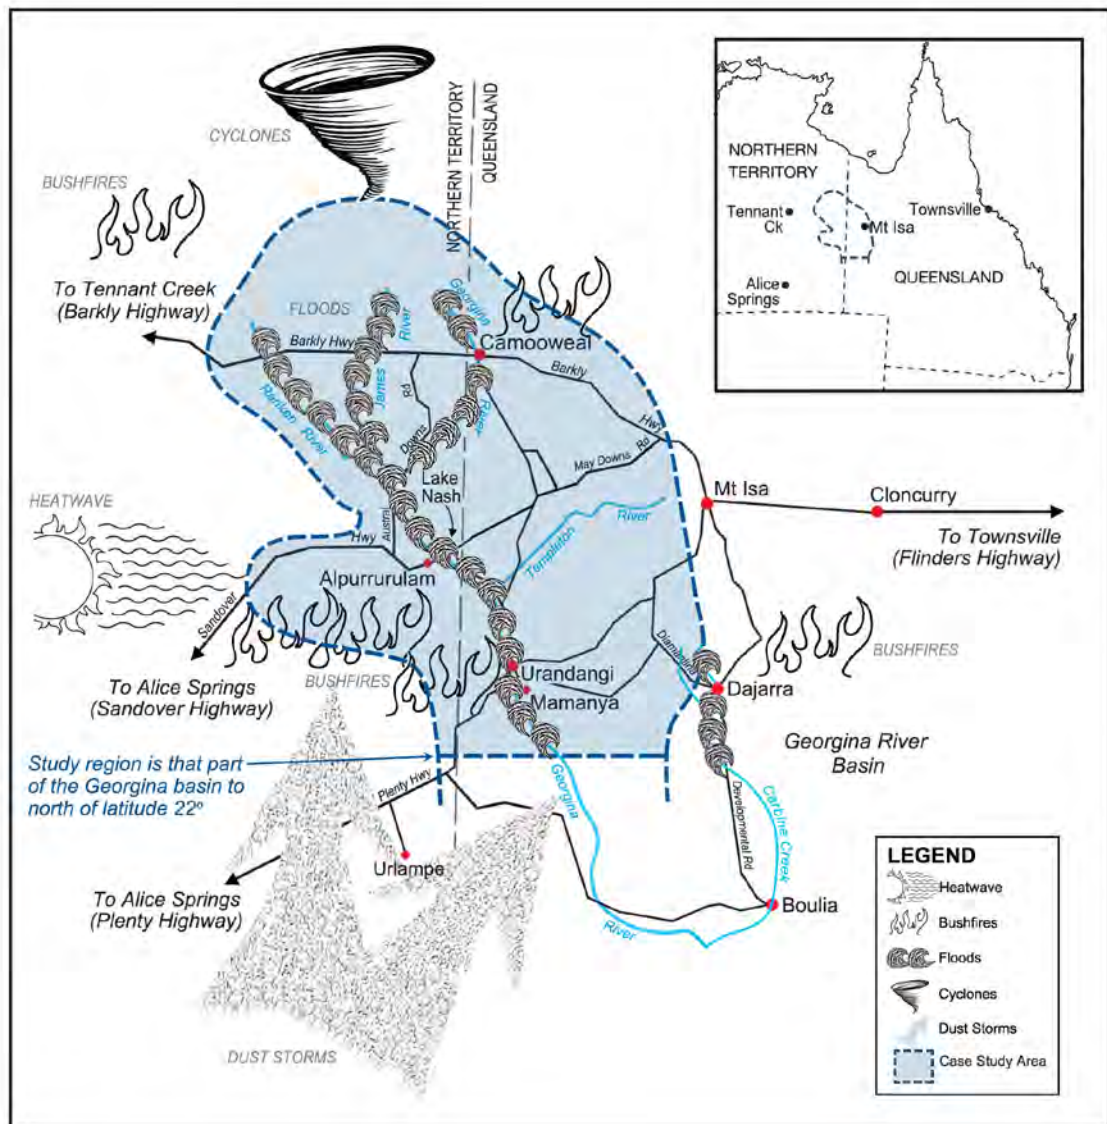 CYCLONES
NORTHERN TERRITORY
QUEENSLAND
BUSHFIRES
To Tennant Creek
(Barkly Highway)
FLOODS
Georgina
River
Camooweal
Barkly Hwy
Barkly
Hwy
Ranken
River
James
River
Downs
Rd
May Downs
Rd
Lake
Nash
Austral
Hwy
HEATWAVE
Alpurrurulam
Templeton
River
Mt Isa
Cloncurry
To Townsville
(Flinders Highway)
Sandover
To Alice Springs
(Sandover Highway)
BUSHFIRES
Urandangi
Mamanya
Diamantina
Dajarra
BUSHFIRES
Georgina River
Basin
Study region is that part
of the Georgina basin to
north of latitude 22º
Plenty Hwy
Urlampe
To Alice Springs
(Plenty Highway)
Georgina
River
Developmental Rd
Carbine Creek
Boulia
DUST STORMS
NORTHERN
TERRITORY
Tennant
Ck
Mt Isa
Townsville
Alice
Springs
QUEENSLAND
LEGEND
Heatwave
Bushfires
Floods
Cyclones
Dust Storms
Case Study Area